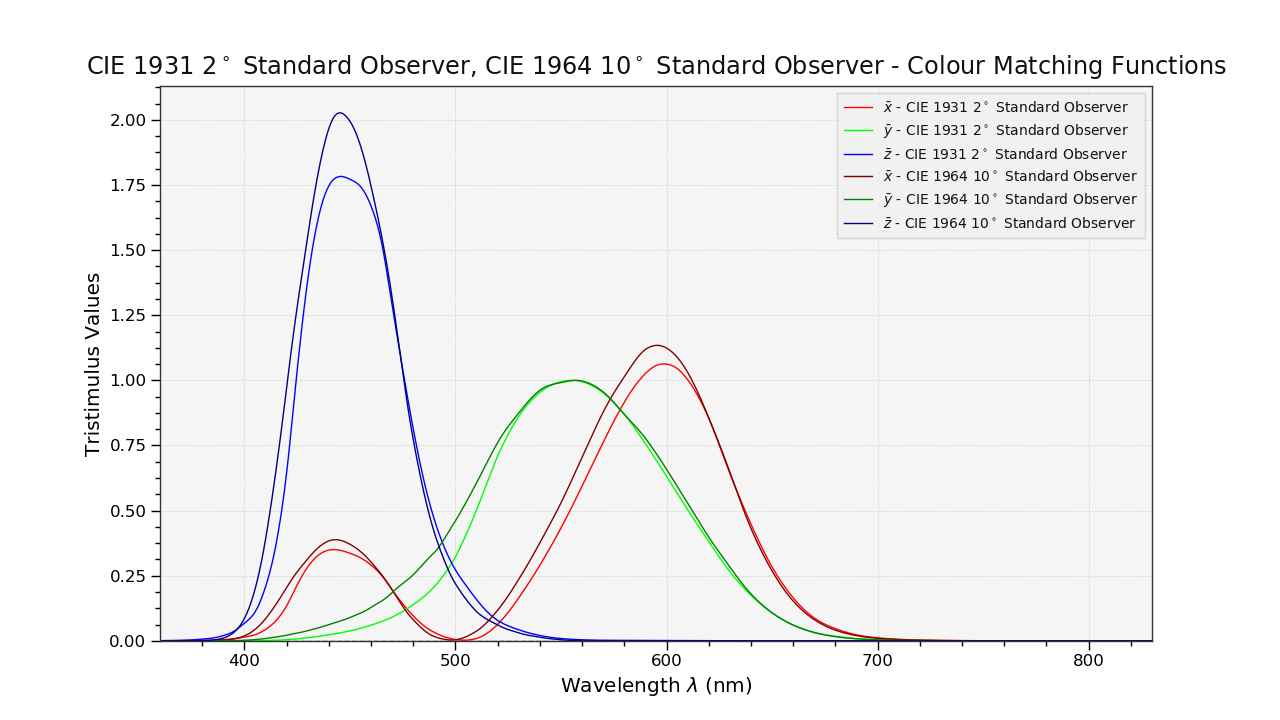 CIE 1931 2° Standard Observer, CIE 1964 10° Standard Observer - Colour Matching Functions
x̄ - CIE 1931 2° Standard Observer
ȳ - CIE 1931 2° Standard Observer
z̄ - CIE 1931 2° Standard Observer
x̄ - CIE 1964 10° Standard Observer
ȳ - CIE 1964 10° Standard Observer
z̄ - CIE 1964 10° Standard Observer
Tristimulus Values
2.00
1.75
1.50
1.25
1.00
0.75
0.50
0.25
0.00
400 500 600 700 800
Wavelength λ (nm)